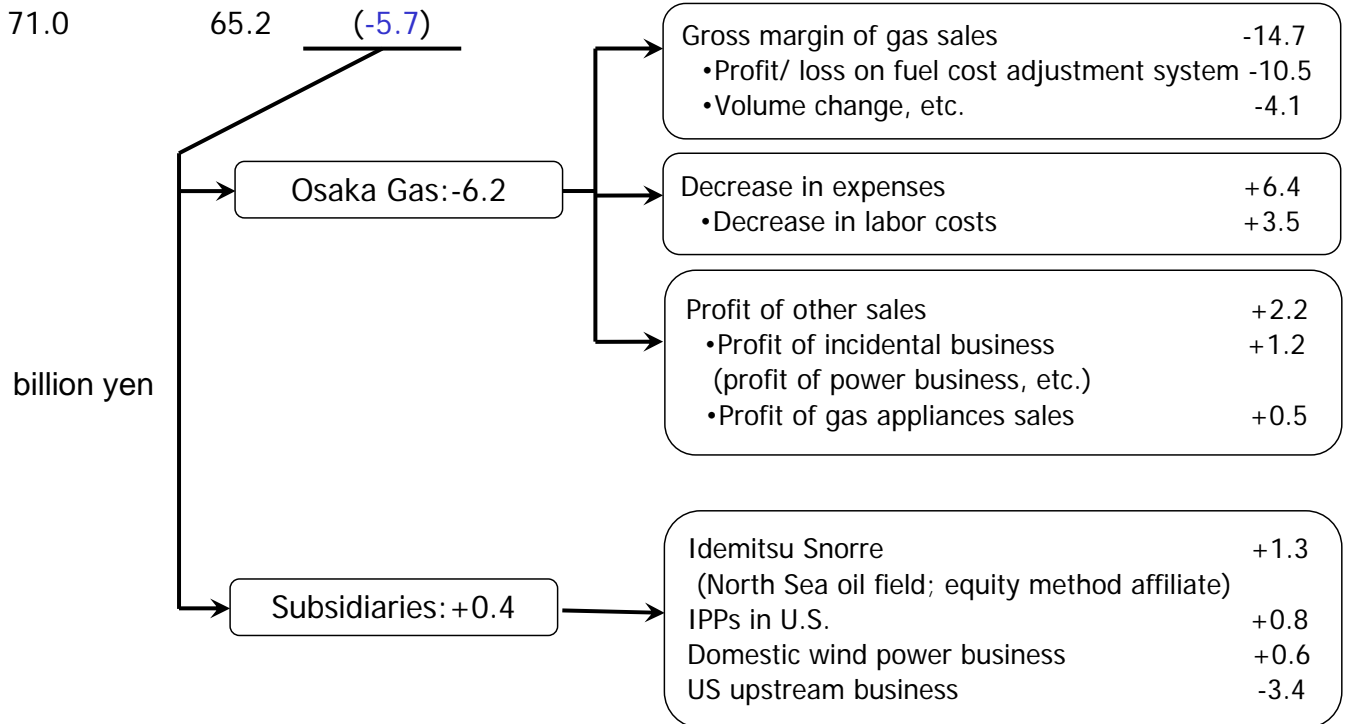 71.0 65.2 (-5.7)
Gross margin of gas sales -14.7
•Profit/ loss on fuel cost adjustment system -10.5
•Volume change, etc. -4.1
Osaka Gas:-6.2
Decrease in expenses +6.4
•Decrease in labor costs +3.5
Profit of other sales +2.2
•Profit of incidental business +1.2
(profit of power business, etc.)
•Profit of gas appliances sales +0.5
billion yen
Subsidiaries:+0.4
Idemitsu Snorre +1.3
(North Sea oil field; equity method affiliate)
IPPs in U.S. +0.8
Domestic wind power business +0.6
US upstream business -3.4